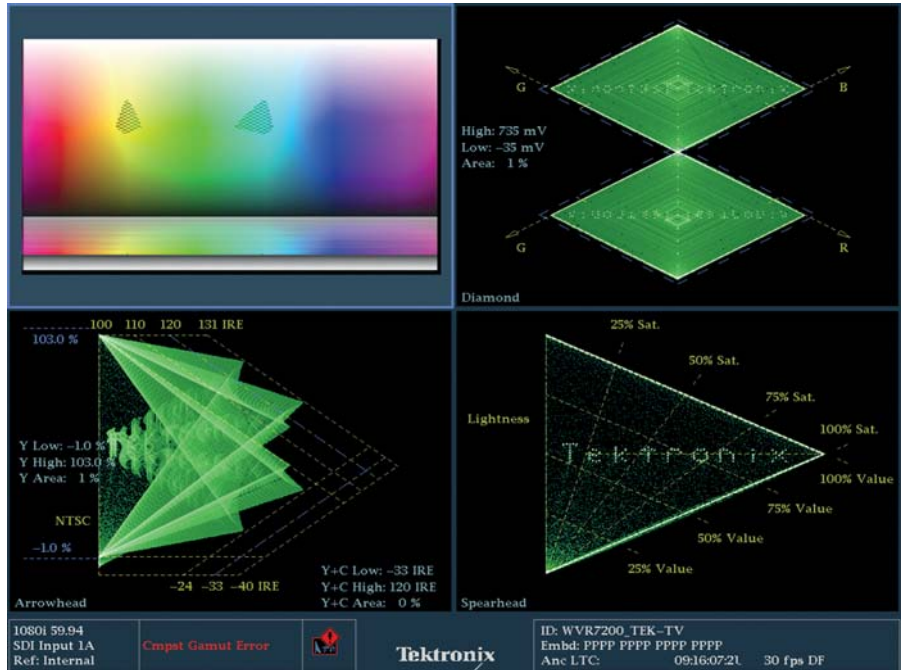 G
B
High: 735 mV
Low: −35 mV
Area: 1 %
G
R
Diamond
100 110 120 131 IRE
103.0 %
Y Low: −1.0 %
Y High: 103.0 %
Y Area: 1 %
NTSC
−1.0 %
−24 −33 −40 IRE
Y+C Low: −33 IRE
Y+C High: 120 IRE
Y+C Area: 0 %
Arrowhead
25% Sat.
50% Sat.
75% Sat.
Lightness
100% Sat.
Tektronix
100% Value
75% Value
50% Value
25% Value
Spearhead
1080i 59.94
SDI Input 1A
Ref: Internal
Cmpst Gamut Error
Tektronix
ID: WVR7200_TEK−TV
Embd: PPPP PPPP PPPP PPPP
Anc LTC: 09:16:07:21 30 fps DF